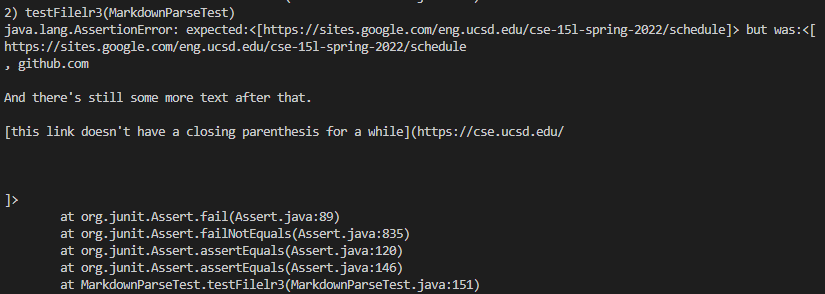 2) testFilelr3(MarkdownParseTest)
java.lang.AssertionError: expected:<[https://sites.google.com/eng.ucsd.edu/cse-15l-spring-2022/schedule]> but was:<[
https://sites.google.com/eng.ucsd.edu/cse-15l-spring-2022/schedule
, github.com
And there's still some more text after that.
[this link doesn't have a closing parenthesis for a while](https://cse.ucsd.edu/
]>
at org.junit.Assert.fail(Assert.java:89)
at org.junit.Assert.failNotEquals(Assert.java:835)
at org.junit.Assert.assertEquals(Assert.java:120)
at org.junit.Assert.assertEquals(Assert.java:146)
at MarkdownParseTest.testFilelr3(MarkdownParseTest.java:151)